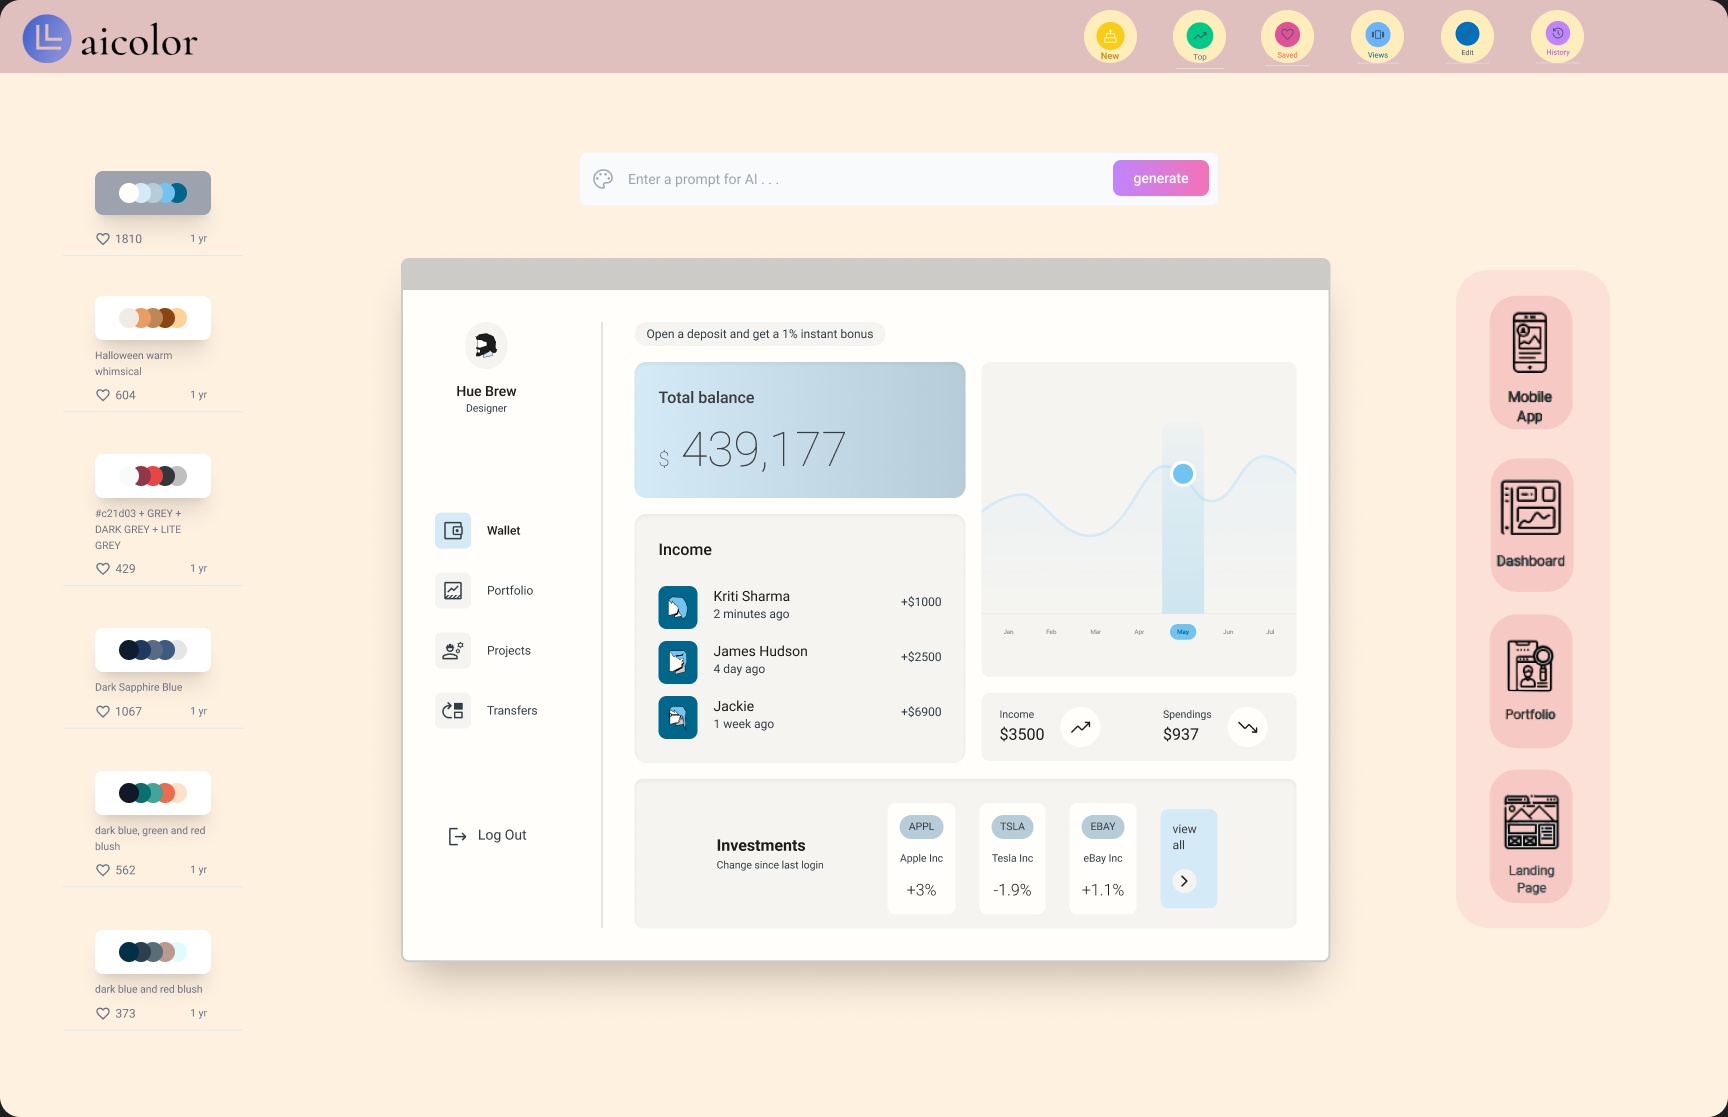 aicolor
New
Top
Saved
Views
Edit
History
Enter a prompt for AI . . .
generate
1810
1 yr
Halloween warm
whimsical
604
1 yr
#c21d03 + GREY +
DARK GREY + LITE
GREY
429
1 yr
Dark Sapphire Blue
1067
1 yr
dark blue, green and red
blush
562
1 yr
dark blue and red blush
373
1 yr
Hue Brew
Designer
Wallet
Portfolio
Projects
Transfers
Log Out
Open a deposit and get a 1% instant bonus
Total balance
$ 439,177
Income
Kriti Sharma
2 minutes ago
+$1000
James Hudson
4 day ago
+$2500
Jackie
1 week ago
+$6900
Jan Feb Mar Apr May Jun Jul
Income
$3500
Spendings
$937
Investments
Change since last login
APPL
Apple Inc
+3%
TSLA
Tesla Inc
-1.9%
EBAY
eBay Inc
+1.1%
view
all
Mobile
App
Dashboard
Portfolio
Landing
Page